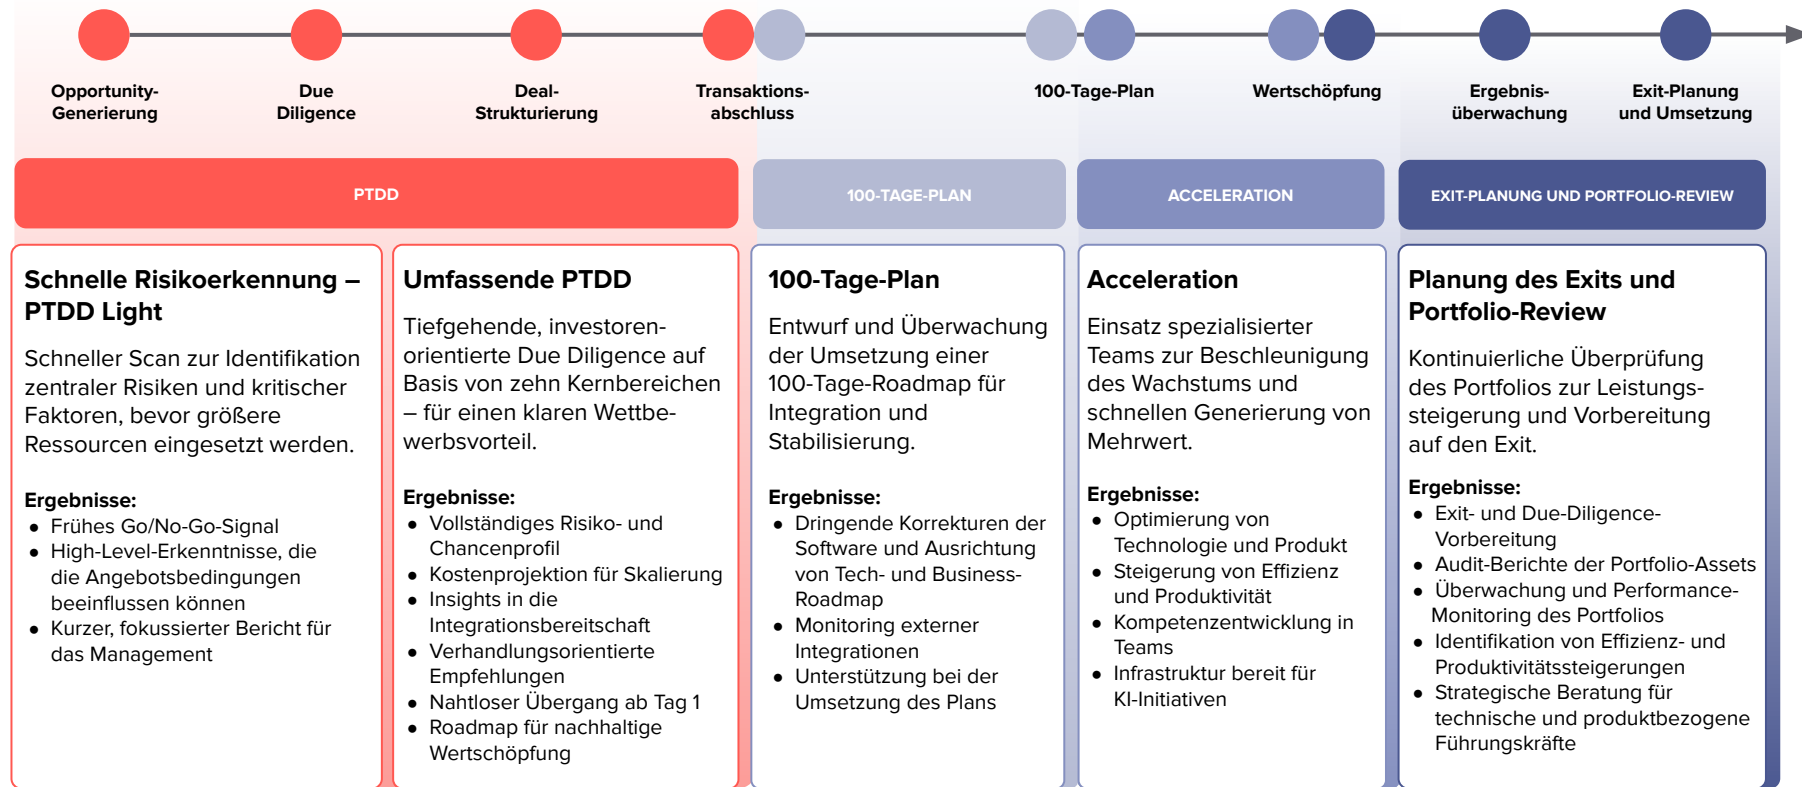 Opportunity-
Generierung
Due
Diligence
Deal-
Strukturierung
Transaktions-
abschluss
100-Tage-Plan
Wertschöpfung
Ergebnis-
überwachung
Exit-Planung
und Umsetzung
PTDD
100-TAGE-PLAN
ACCELERATION
EXIT-PLANUNG UND PORTFOLIO-REVIEW
Schnelle Risikoerkennung –
PTDD Light
Schneller Scan zur Identifikation
zentraler Risiken und kritischer
Faktoren, bevor größere
Ressourcen eingesetzt werden.
Ergebnisse:
● Frühes Go/No-Go-Signal
● High-Level-Erkenntnisse, die
die Angebotsbedingungen
beeinflussen können
● Kurzer, fokussierter Bericht für
das Management
Umfassende PTDD
Tiefgehende, investoren-
orientierte Due Diligence auf
Basis von zehn Kernbereichen
– für einen klaren Wettbe-
werbsvorteil.
Ergebnisse:
● Vollständiges Risiko- und
Chancenprofil
● Kostenprojektion für Skalierung
● Insights in die
Integrationsbereitschaft
● Verhandlungsorientierte
Empfehlungen
● Nahtloser Übergang ab Tag 1
● Roadmap für nachhaltige
Wertschöpfung
100-Tage-Plan
Entwurf und Überwachung
der Umsetzung einer
100-Tage-Roadmap für
Integration und
Stabilisierung.
Ergebnisse:
● Dringende Korrekturen der
Software und Ausrichtung
von Tech- und Business-
Roadmap
● Monitoring externer
Integrationen
● Unterstützung bei der
Umsetzung des Plans
Acceleration
Einsatz spezialisierter
Teams zur Beschleunigung
des Wachstums und
schnellen Generierung von
Mehrwert.
Ergebnisse:
● Optimierung von
Technologie und Produkt
● Steigerung von Effizienz
und Produktivität
● Kompetenzentwicklung in
Teams
● Infrastruktur bereit für
KI-Initiativen
Planung des Exits und
Portfolio-Review
Kontinuierliche Überprüfung
des Portfolios zur Leistungs-
steigerung und Vorbereitung
auf den Exit.
Ergebnisse:
● Exit- und Due-Diligence-
Vorbereitung
● Audit-Berichte der Portfolio-Assets
● Überwachung und Performance-
Monitoring des Portfolios
● Identifikation von Effizienz- und
Produktivitätssteigerungen
● Strategische Beratung für
technische und produktbezogene
Führungskräfte